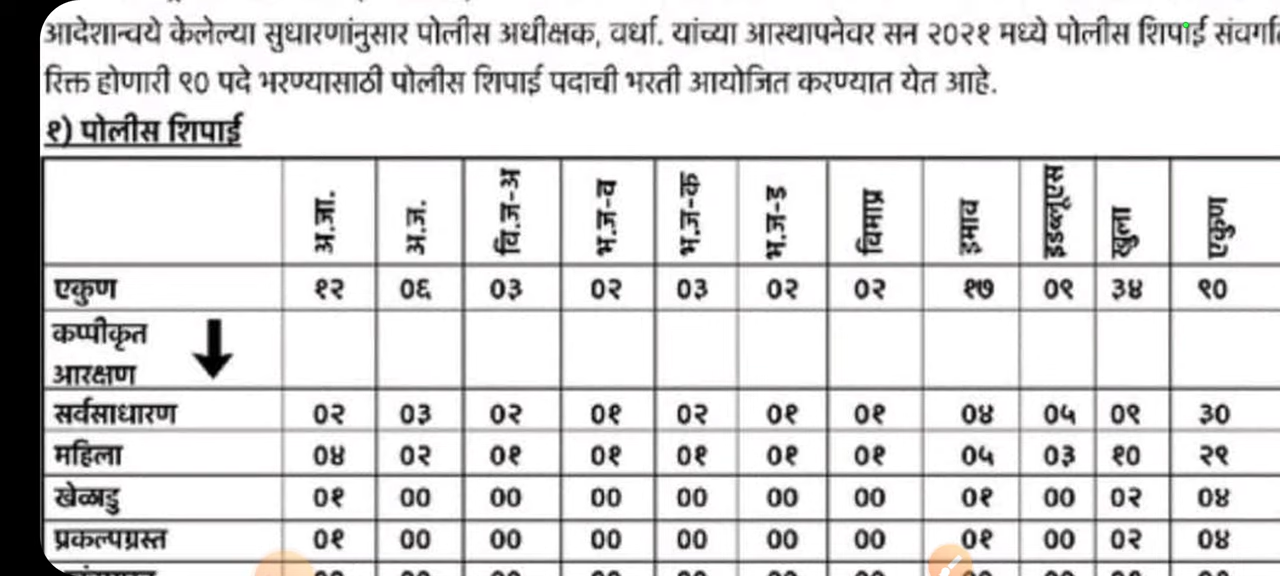 आदेशान्वये केलेल्या सुधारणांनुसार पोलीस अधीक्षक, वर्धा. यांच्या आस्थापनेवर सन २०२१ मध्ये पोलीस शिपाई
रिक्त होणारी ९० पदे भरण्यासाठी पोलीस शिपाई पदाची भरती आयोजित करण्यात येत आहे.
१) पोलीस शिपाई
अ.जा. अ.ज. वि.ज-अ भ.ज-व भ.ज-क भ.ज-ड विमाप्र इमाव इडब्लूएस खुला एकुण
एकुण १२ ०६ ०३ ०२ ०३ ०२ ०२ १७ ०९ ३४ ९०
कप्पीकृत
आरक्षण
सर्वसाधारण ०२ ०३ ०२ ०१ ०२ ०१ ०१ ०४ ०५ ०९ ३०
महिला ०४ ०२ ०१ ०१ ०१ ०१ ०१ ०५ ०३ १० २९
खेळाडु ०१ ०० ०० ०० ०० ०० ०० ०१ ०० ०२ ०४
प्रकल्पग्रस्त ०१ ०० ०० ०० ०० ०० ०० ०१ ०० ०२ ०४